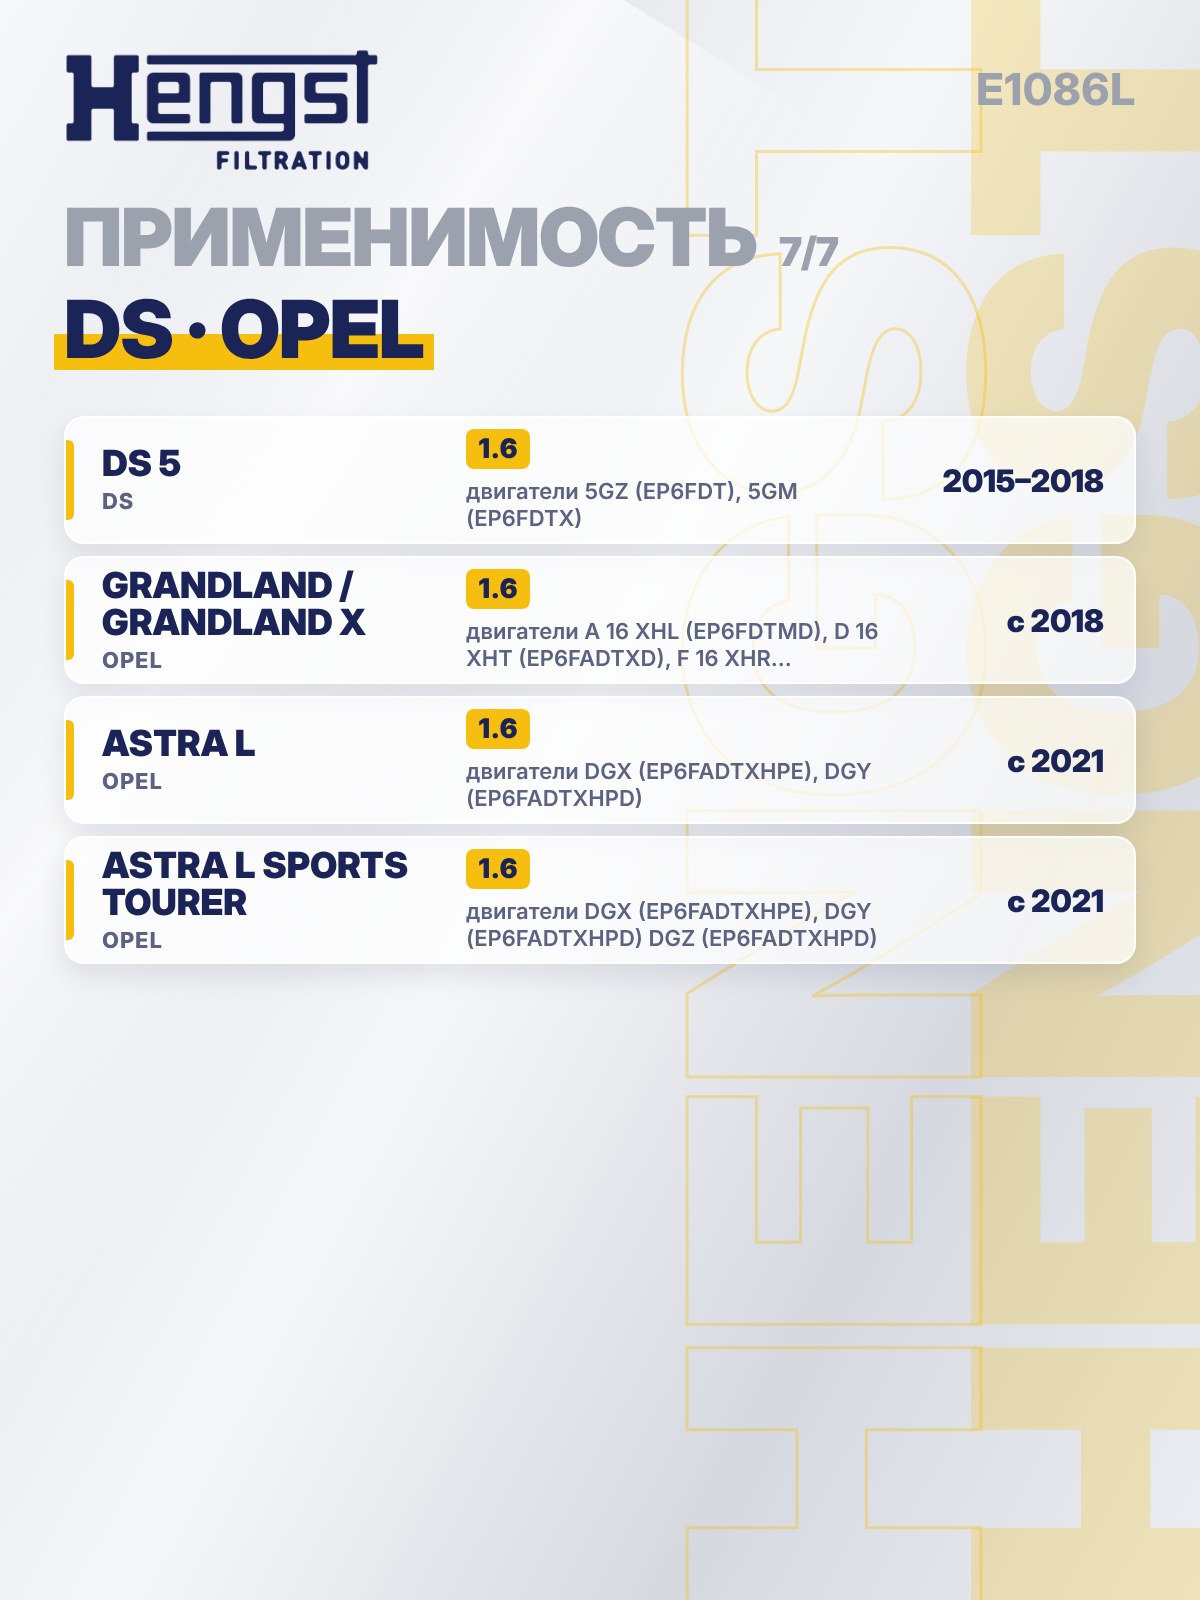 Hengst
FILTRATION
E1086L
ПРИМЕНИМОСТЬ 7/7
DS · OPEL
DS 5
DS
1.6
двигатели 5GZ (EP6FDT), 5GM
(EP6FDTX)
2015–2018
GRANDLAND /
GRANDLAND X
OPEL
1.6
двигатели A 16 XHL (EP6FDTMD), D 16
XHT (EP6FADTXD), F 16 XHR...
с 2018
ASTRA L
OPEL
1.6
двигатели DGX (EP6FADTXHPE), DGY
(EP6FADTXHPD)
с 2021
ASTRA L SPORTS
TOURER
OPEL
1.6
двигатели DGX (EP6FADTXHPE), DGY
(EP6FADTXHPD) DGZ (EP6FADTXHPD)
с 2021
HENGST
HENGST